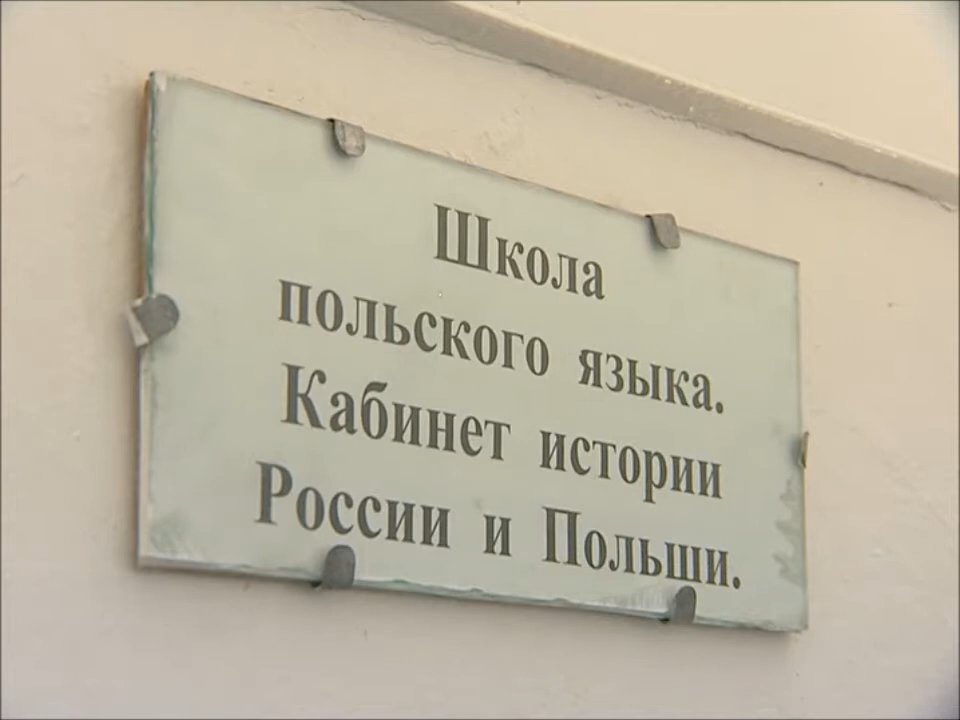 Школа
польского языка.
Кабинет истории
России и Польши.